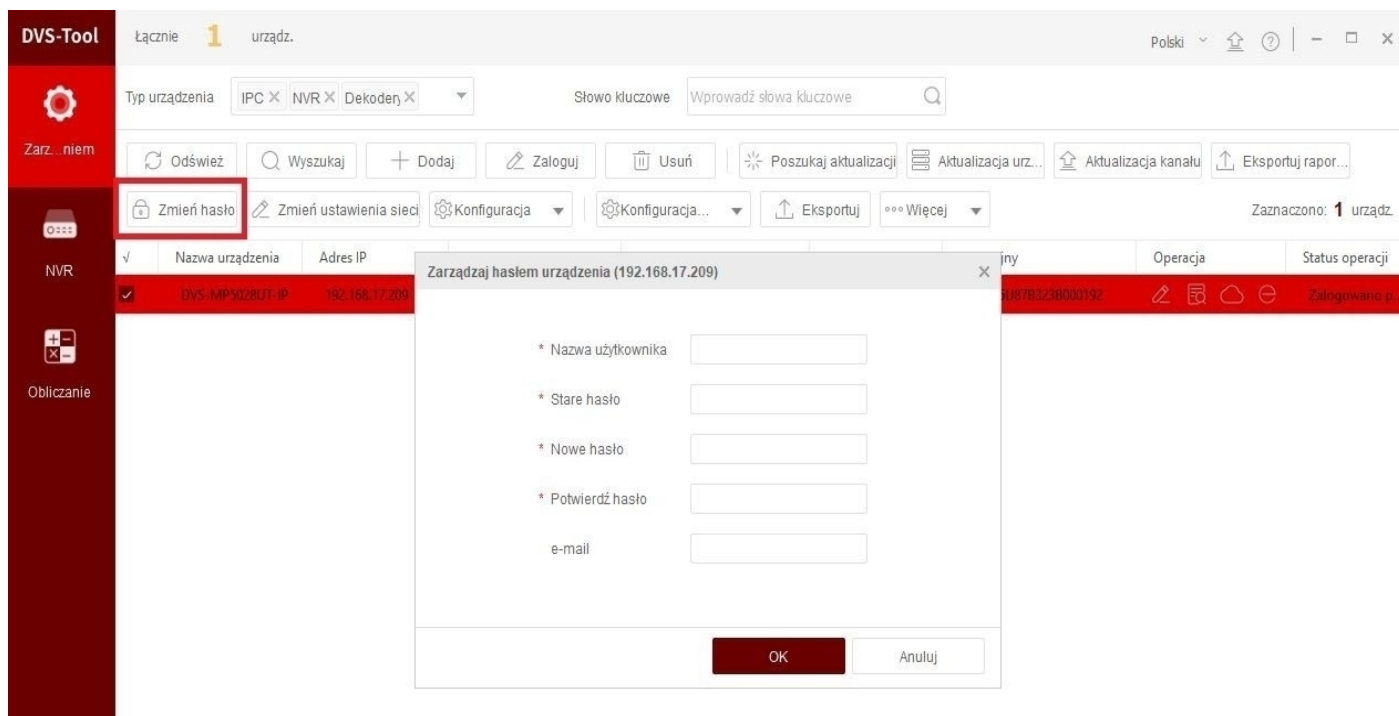 DVS-Tool
Łącznie 1 urządz.
Polski
Typ urządzenia
IPC
NVR
Dekodery
Słowo kluczowe
Wprowadź słowa kluczowe
Zarz...niem
Odśwież
Wyszukaj
Dodaj
Zaloguj
Usuń
Poszukaj aktualizacji
Aktualizacja urz...
Aktualizacja kanału
Eksportuj rapor...
Zmień hasło
Zmień ustawienia sieci
Konfiguracja
Konfiguracja...
Eksportuj
Więcej
Zaznaczono: 1 urządz.
NVR
√
Nazwa urządzenia
Adres IP
jny
Operacja
Status operacji
DVS-MP5028UT-IP
192.168.17.209
Zalogowano p...
Zarządzaj hasłem urządzenia (192.168.17.209)
* Nazwa użytkownika
* Stare hasło
* Nowe hasło
* Potwierdź hasło
e-mail
OK
Anuluj
Obliczanie